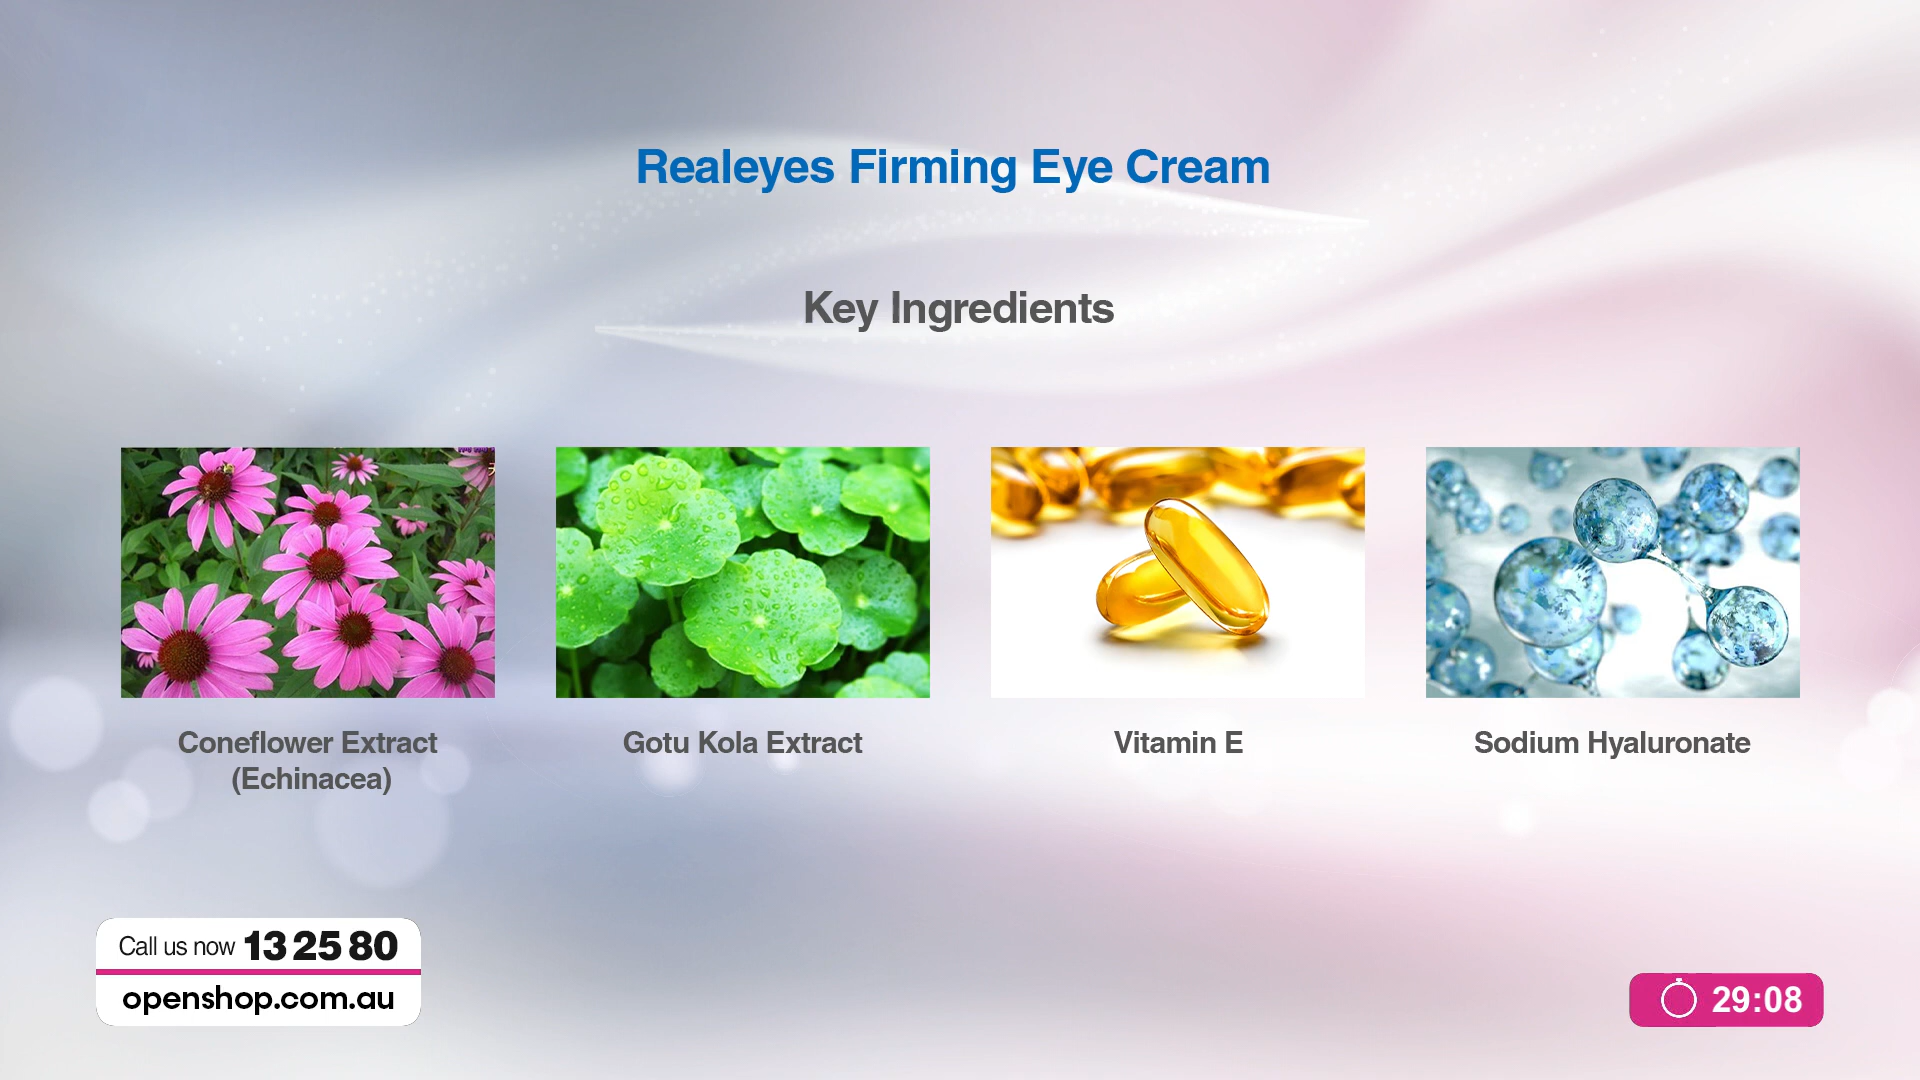 Realeyes Firming Eye Cream
Key Ingredients
Coneflower Extract
(Echinacea)
Gotu Kola Extract
Vitamin E
Sodium Hyaluronate
Call us now 13 25 80
openshop.com.au
29:08